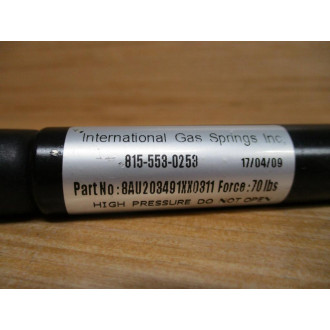 International Gas Springs Inc.
815-553-0253 17/04/09
Part No : 8AU203491XX0311 Force : 70 lbs
HIGH PRESSURE DO NOT OPEN